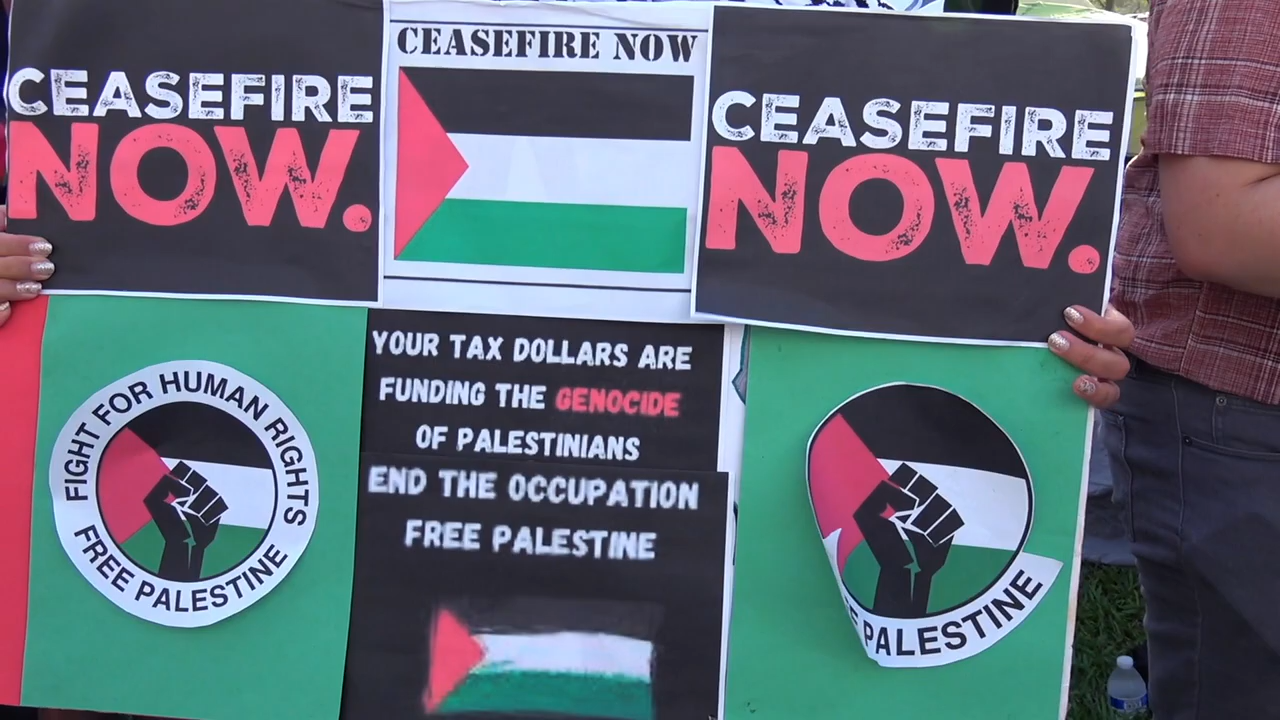 CEASEFIRE
NOW.
CEASEFIRE NOW
CEASEFIRE
NOW.
FIGHT FOR HUMAN RIGHTS
FREE PALESTINE
YOUR TAX DOLLARS ARE
FUNDING THE GENOCIDE
OF PALESTINIANS
END THE OCCUPATION
FREE PALESTINE
PALESTINE